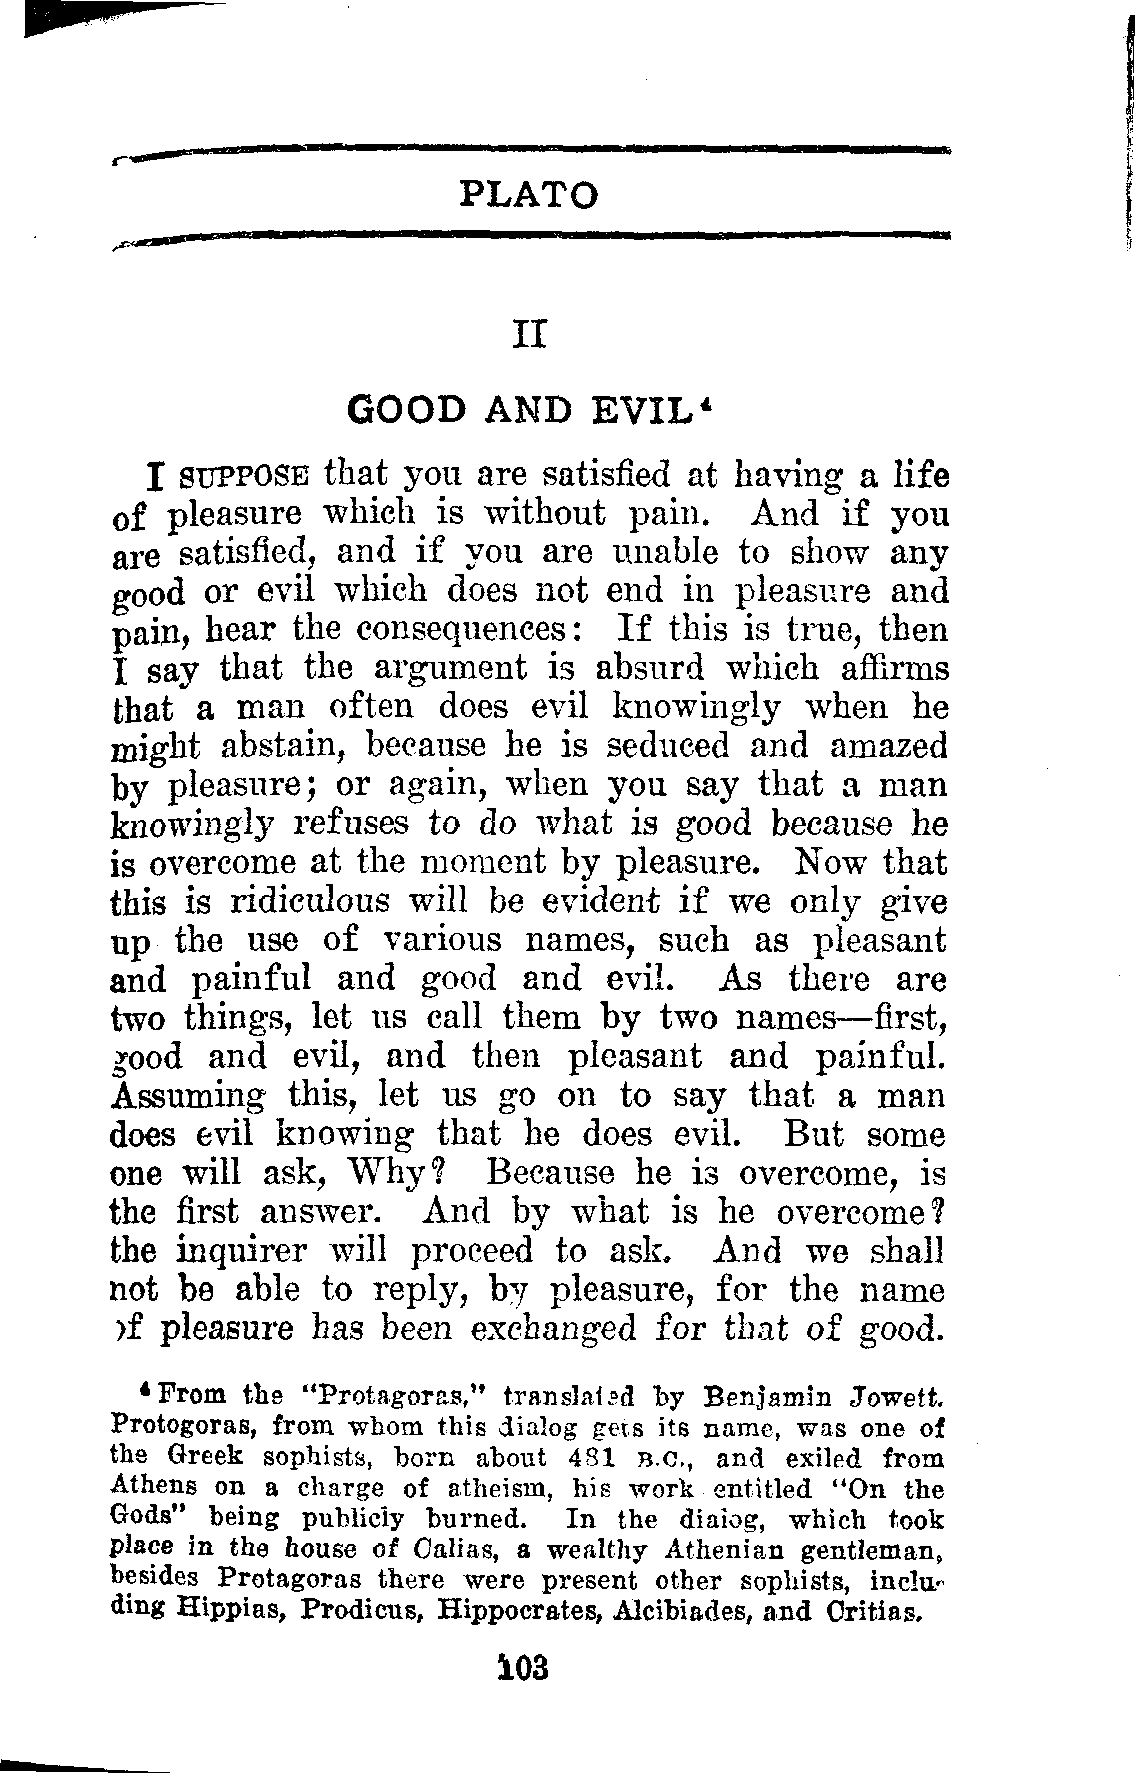 PLATO
II
GOOD AND EVIL⁴
I SUPPOSE that you are satisfied at having a life
of pleasure which is without pain. And if you
are satisfied, and if you are unable to show any
good or evil which does not end in pleasure and
pain, hear the consequences: If this is true, then
I say that the argument is absurd which affirms
that a man often does evil knowingly when he
might abstain, because he is seduced and amazed
by pleasure; or again, when you say that a man
knowingly refuses to do what is good because he
is overcome at the moment by pleasure. Now that
this is ridiculous will be evident if we only give
up the use of various names, such as pleasant
and painful and good and evil. As there are
two things, let us call them by two names—first,
good and evil, and then pleasant and painful.
Assuming this, let us go on to say that a man
does evil knowing that he does evil. But some
one will ask, Why? Because he is overcome, is
the first answer. And by what is he overcome?
the inquirer will proceed to ask. And we shall
not be able to reply, by pleasure, for the name
of pleasure has been exchanged for that of good.
⁴ From the "Protagoras," translated by Benjamin Jowett.
Protogoras, from whom this dialog gets its name, was one of
the Greek sophists, born about 481 B.C., and exiled from
Athens on a charge of atheism, his work entitled "On the
Gods" being publicly burned. In the dialog, which took
place in the house of Calias, a wealthy Athenian gentleman,
besides Protagoras there were present other sophists, inclu-
ding Hippias, Prodicus, Hippocrates, Alcibiades, and Critias.
103